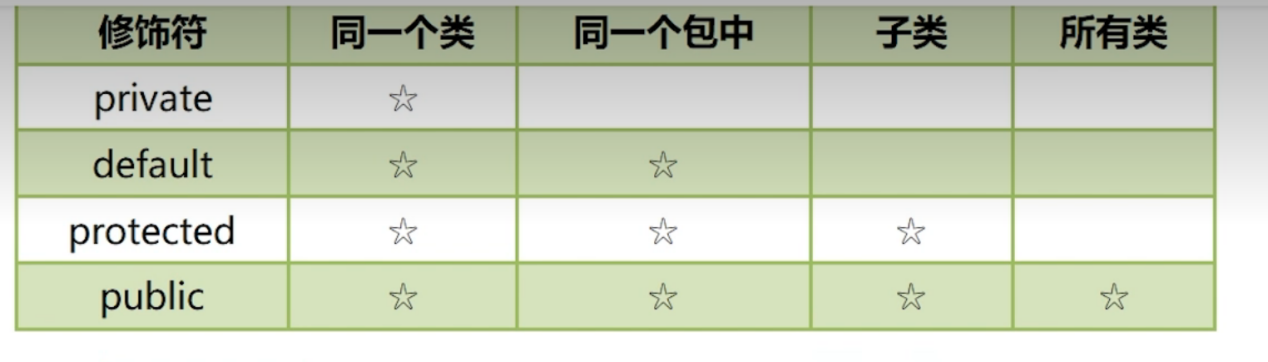 修饰符 同一个类 同一个包中 子类 所有类
private ☆
default ☆ ☆
protected ☆ ☆ ☆
public ☆ ☆ ☆ ☆